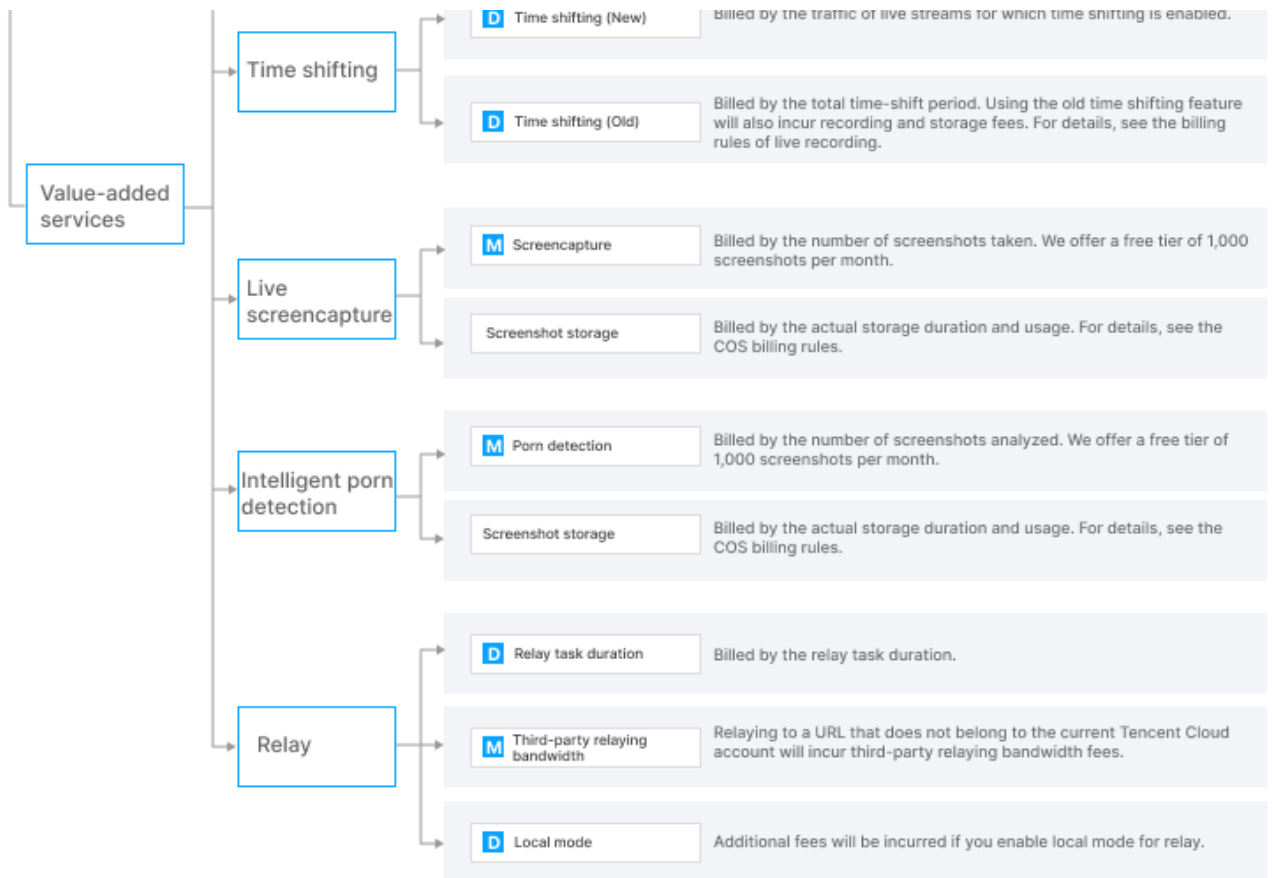 D Time shifting (New)
Billed by the traffic of live streams for which time shifting is enabled.
Time shifting
D Time shifting (Old)
Billed by the total time-shift period. Using the old time shifting feature
will also incur recording and storage fees. For details, see the billing
rules of live recording.
Value-added
services
M Screencapture
Billed by the number of screenshots taken. We offer a free tier of 1,000
screenshots per month.
Live
screencapture
Screenshot storage
Billed by the actual storage duration and usage. For details, see the
COS billing rules.
M Porn detection
Billed by the number of screenshots analyzed. We offer a free tier of
1,000 screenshots per month.
Intelligent porn
detection
Screenshot storage
Billed by the actual storage duration and usage. For details, see the
COS billing rules.
D Relay task duration
Billed by the relay task duration.
Relay
M Third-party relaying
bandwidth
Relaying to a URL that does not belong to the current Tencent Cloud
account will incur third-party relaying bandwidth fees.
D Local mode
Additional fees will be incurred if you enable local mode for relay.